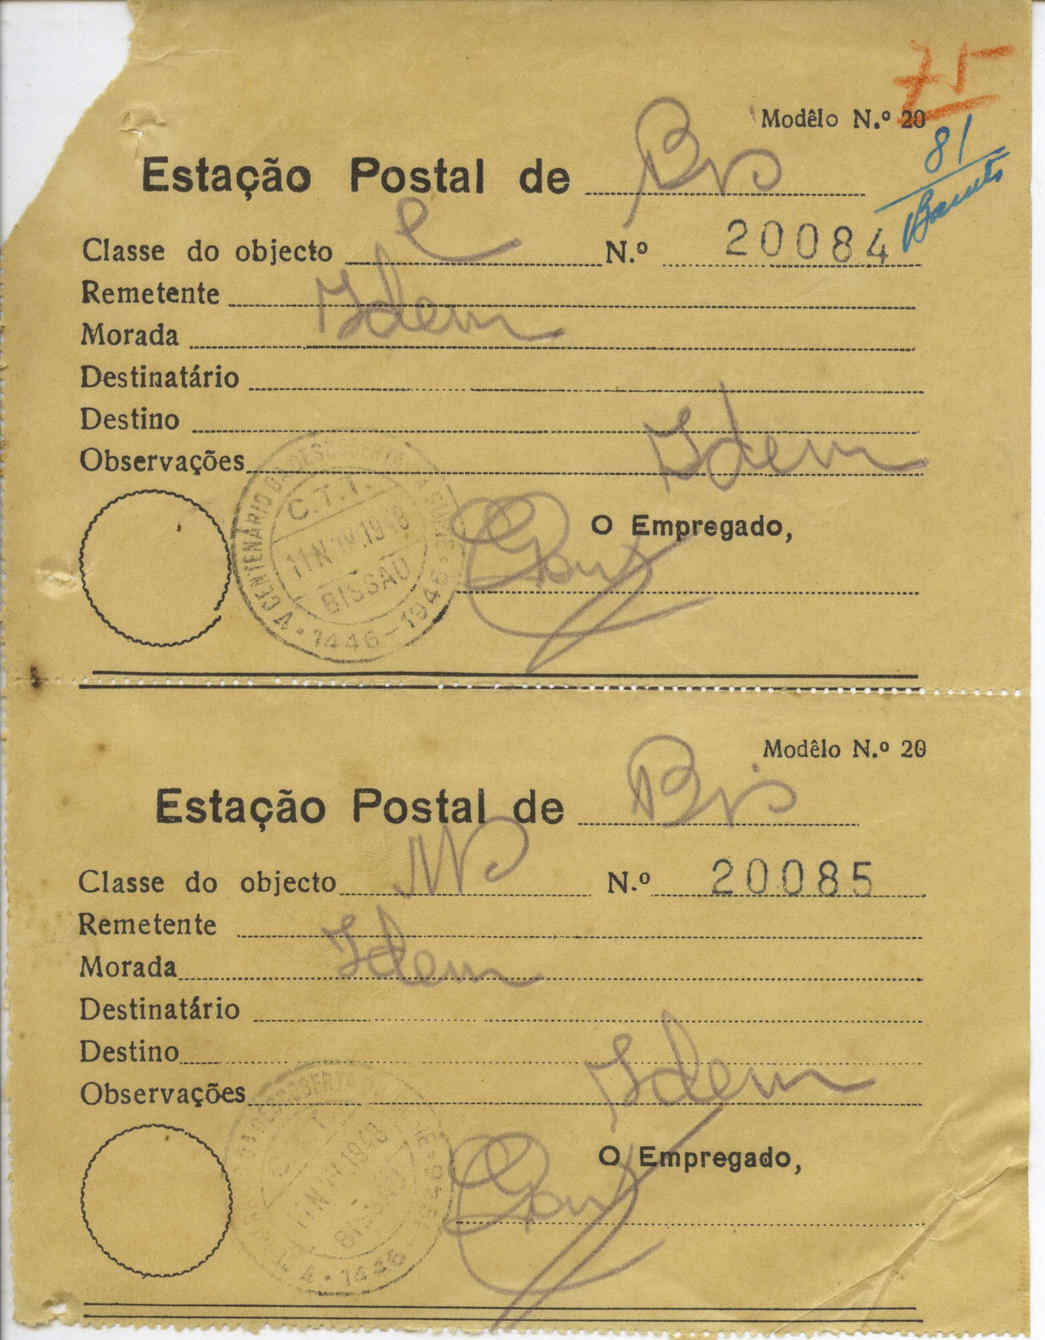 75
Modêlo N.º 20
81
Estação Postal de Bis
Classe do objecto N.º 20084
Remetente Idem
Morada
Destinatário
Destino Idem
Observações
C.T.T.
BISSAU
1446-1946
O Empregado,
Modêlo N.º 20
Estação Postal de Bis
Classe do objecto N.º 20085
Remetente Idem
Morada
Destinatário
Destino Idem
Observações
BISSAU
1446
O Empregado,